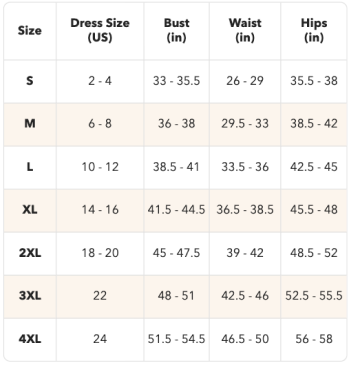 Size Dress Size (US) Bust (in) Waist (in) Hips (in)
S 2 - 4 33 - 35.5 26 - 29 35.5 - 38
M 6 - 8 36 - 38 29.5 - 33 38.5 - 42
L 10 - 12 38.5 - 41 33.5 - 36 42.5 - 45
XL 14 - 16 41.5 - 44.5 36.5 - 38.5 45.5 - 48
2XL 18 - 20 45 - 47.5 39 - 42 48.5 - 52
3XL 22 48 - 51 42.5 - 46 52.5 - 55.5
4XL 24 51.5 - 54.5 46.5 - 50 56 - 58